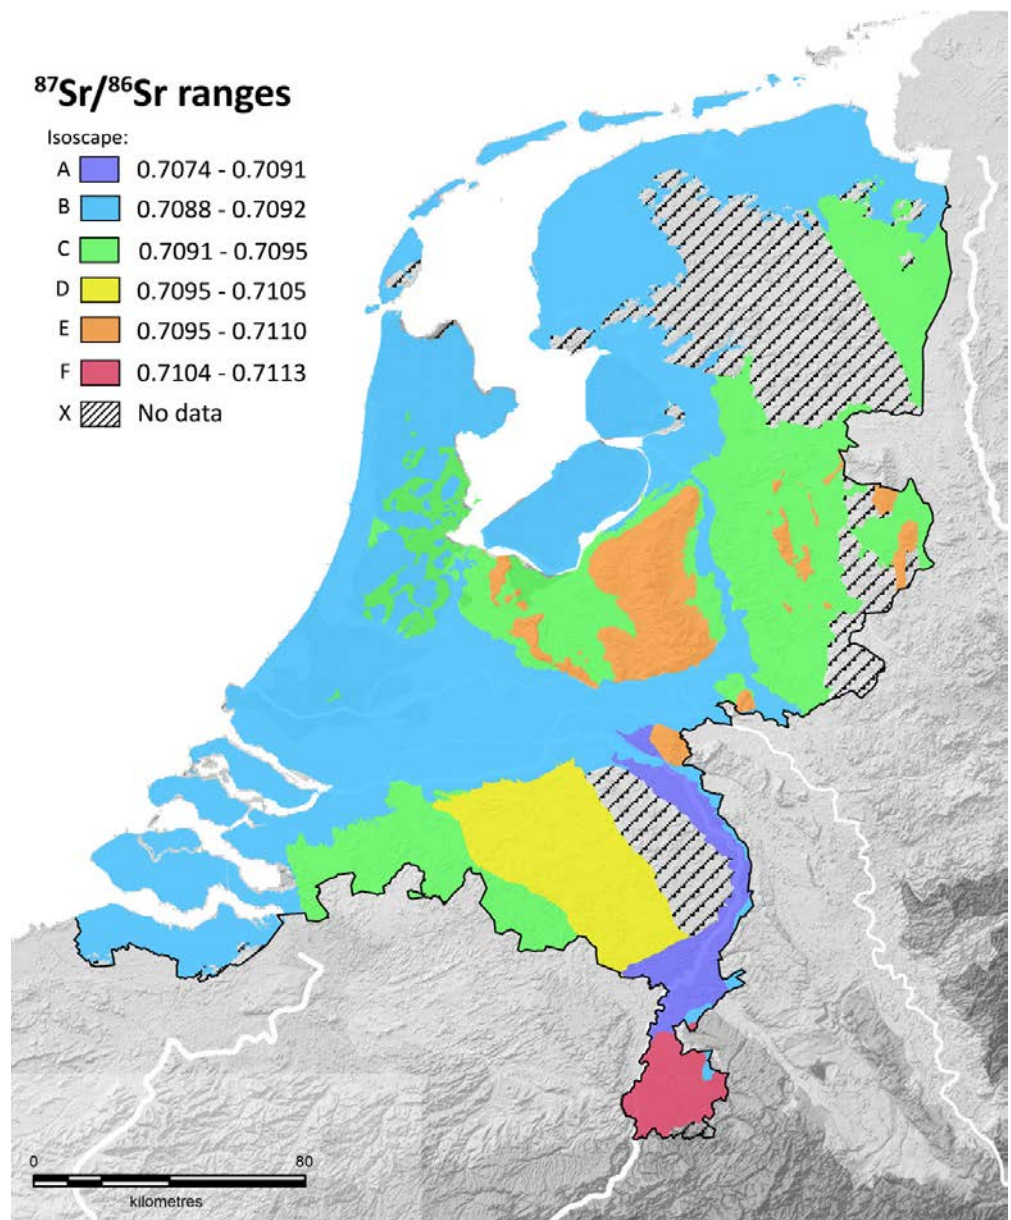 87Sr/86Sr ranges
Isoscape:
A 0.7074 - 0.7091
B 0.7088 - 0.7092
C 0.7091 - 0.7095
D 0.7095 - 0.7105
E 0.7095 - 0.7110
F 0.7104 - 0.7113
X No data
0 80
kilometres